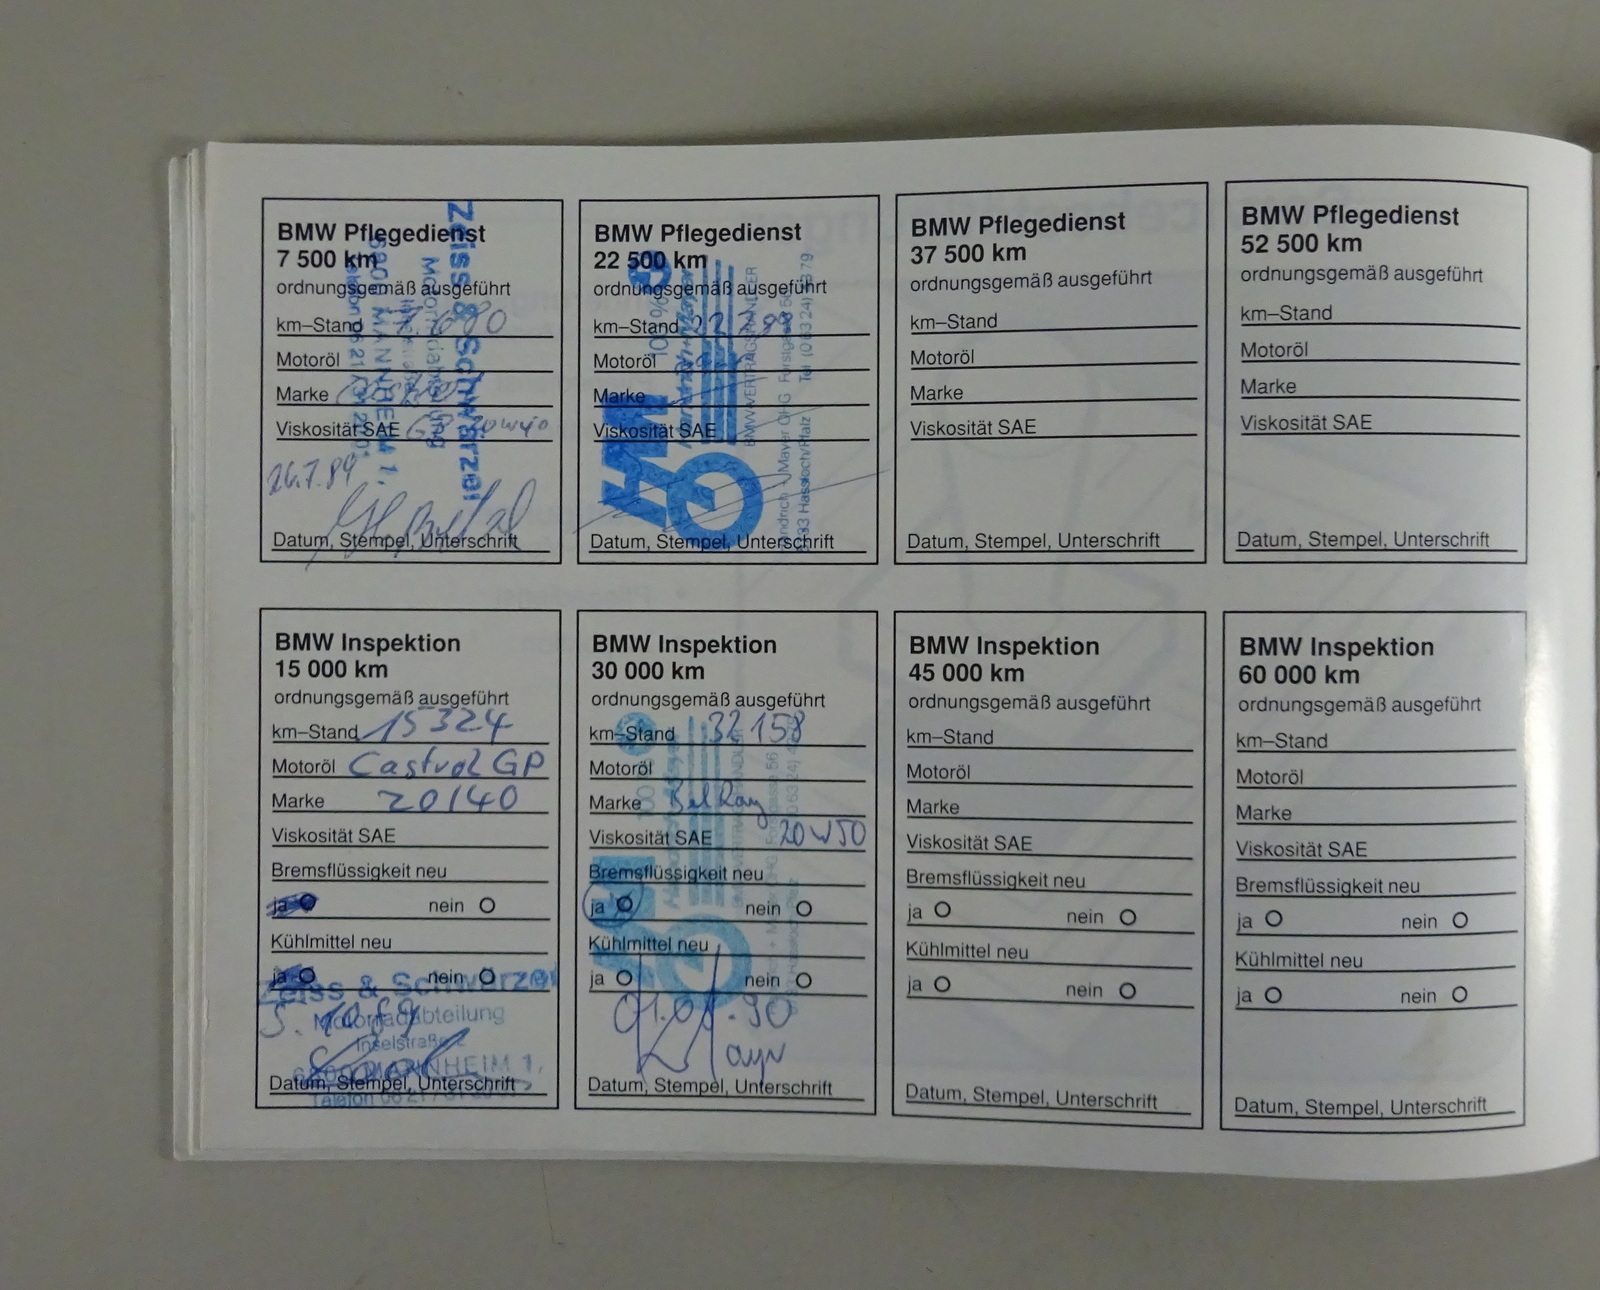 BMW Pflegedienst
7 500 km
ordnungsgemäß ausgeführt
km–Stand
Motoröl
Marke
Viskosität SAE
26.7.89
Datum, Stempel, Unterschrift
Zeiss & Schwärzel
BMW Pflegedienst
22 500 km
ordnungsgemäß ausgeführt
km–Stand
Motoröl
Marke
Viskosität SAE
Datum, Stempel, Unterschrift
BMW-VERTRAGSHÄNDLER
BMW Pflegedienst
37 500 km
ordnungsgemäß ausgeführt
km–Stand
Motoröl
Marke
Viskosität SAE
Datum, Stempel, Unterschrift
BMW Pflegedienst
52 500 km
ordnungsgemäß ausgeführt
km–Stand
Motoröl
Marke
Viskosität SAE
Datum, Stempel, Unterschrift
BMW Inspektion
15 000 km
ordnungsgemäß ausgeführt
km–Stand 15324
Motoröl Castrol GP
Marke 20/40
Viskosität SAE
Bremsflüssigkeit neu
ja nein
Kühlmittel neu
ja nein
Zeiss & Schwärzel
Motorradabteilung
Inselstraße 2
6800 MANNHEIM 1,
Datum, Stempel, Unterschrift
Telefon
BMW Inspektion
30 000 km
ordnungsgemäß ausgeführt
km–Stand 32158
Motoröl
Marke Bel Ray
Viskosität SAE 20W50
Bremsflüssigkeit neu
ja nein
Kühlmittel neu
ja nein
Datum, Stempel, Unterschrift
BMW Inspektion
45 000 km
ordnungsgemäß ausgeführt
km–Stand
Motoröl
Marke
Viskosität SAE
Bremsflüssigkeit neu
ja nein
Kühlmittel neu
ja nein
Datum, Stempel, Unterschrift
BMW Inspektion
60 000 km
ordnungsgemäß ausgeführt
km–Stand
Motoröl
Marke
Viskosität SAE
Bremsflüssigkeit neu
ja nein
Kühlmittel neu
ja nein
Datum, Stempel, Unterschrift